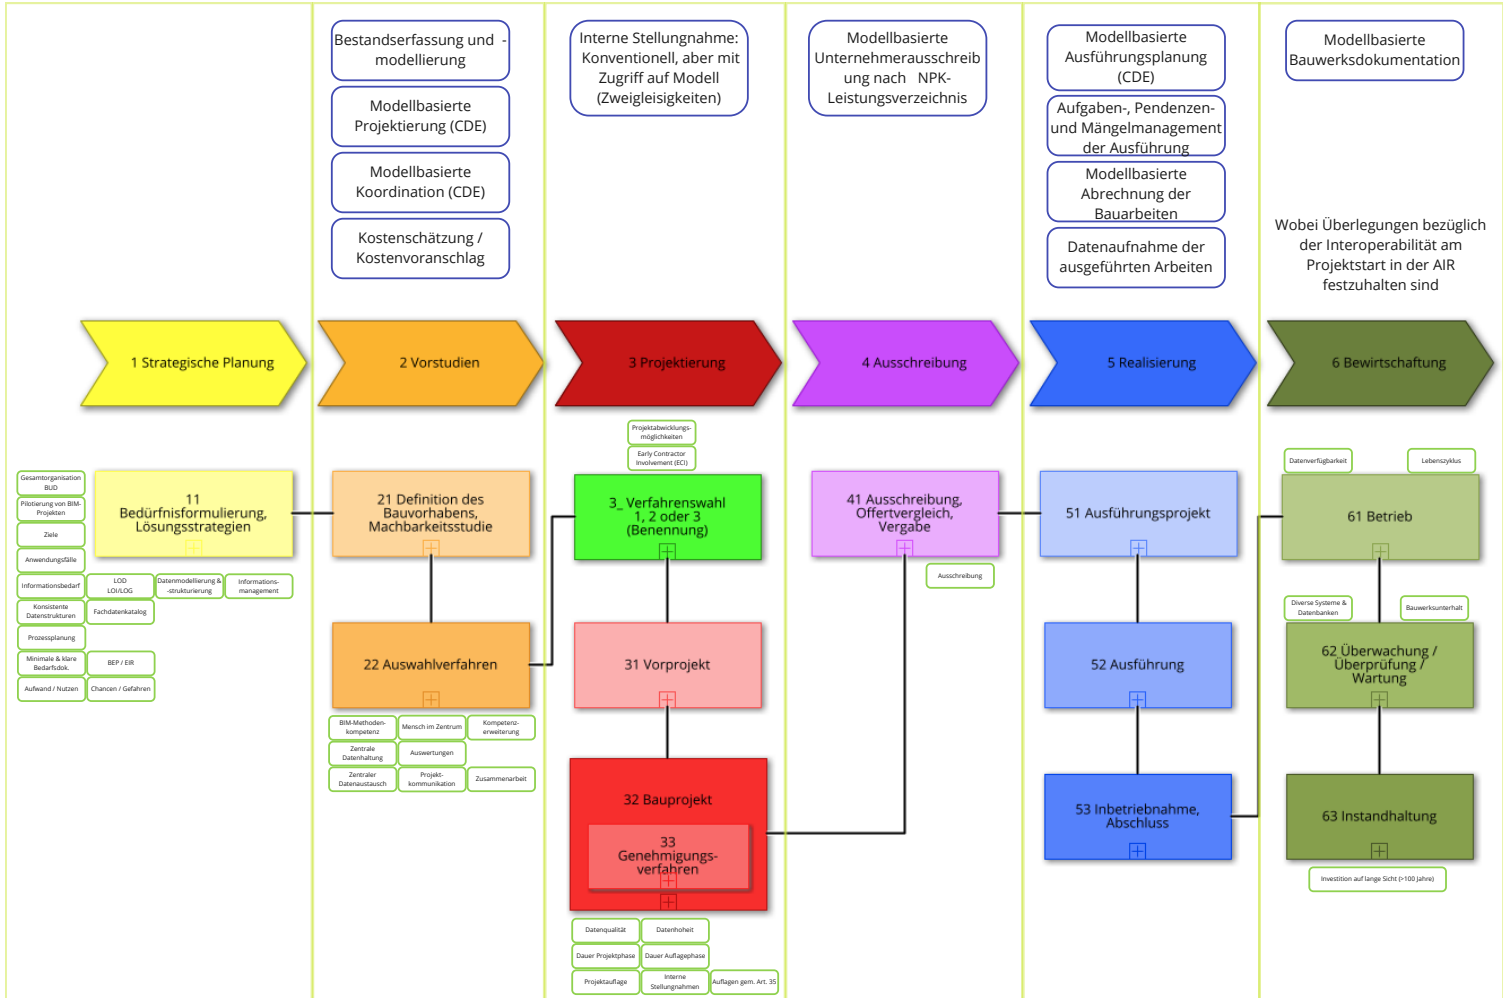 Bestandserfassung und -
modellierung
Modellbasierte
Projektierung (CDE)
Modellbasierte
Koordination (CDE)
Kostenschätzung /
Kostenvoranschlag
Interne Stellungnahme:
Konventionell, aber mit
Zugriff auf Modell
(Zweigleisigkeiten)
Modellbasierte
Unternehmerausschreib
ung nach NPK-
Leistungsverzeichnis
Modellbasierte
Ausführungsplanung
(CDE)
Aufgaben-, Pendenzen-
und Mängelmanagement
der Ausführung
Modellbasierte
Abrechnung der
Bauarbeiten
Datenaufnahme der
ausgeführten Arbeiten
Modellbasierte
Bauwerksdokumentation
Wobei Überlegungen bezüglich
der Interoperabilität am
Projektstart in der AIR
festzuhalten sind
1 Strategische Planung
2 Vorstudien
3 Projektierung
4 Ausschreibung
5 Realisierung
6 Bewirtschaftung
Gesamtorganisation
BUD
Pilotierung von BIM-
Projekten
Ziele
Anwendungsfälle
Informationsbedarf
LOD
LOI/LOG
Datenmodellierung &
-strukturierung
Informations-
management
Konsistente
Datenstrukturen
Fachdatenkatalog
Prozessplanung
Minimale & klare
Bedarfsdok.
BEP / EIR
Aufwand / Nutzen
Chancen / Gefahren
11
Bedürfnisformulierung,
Lösungsstrategien
21 Definition des
Bauvorhabens,
Machbarkeitsstudie
22 Auswahlverfahren
BIM-Methoden-
kompetenz
Mensch im Zentrum
Kompetenz-
erweiterung
Zentrale
Datenhaltung
Auswertungen
Zentraler
Datenaustausch
Projekt-
kommunikation
Zusammenarbeit
Projektabwicklungs-
möglichkeiten
Early Contractor
Involvement (ECI)
3_ Verfahrenswahl
1, 2 oder 3
(Benennung)
31 Vorprojekt
32 Bauprojekt
33
Genehmigungs-
verfahren
Datenqualität
Datenhoheit
Dauer Projektphase
Dauer Auflagephase
Projektauflage
Interne
Stellungnahmen
Auflagen gem. Art. 35
41 Ausschreibung,
Offertvergleich,
Vergabe
Ausschreibung
51 Ausführungsprojekt
52 Ausführung
53 Inbetriebnahme,
Abschluss
Datenverfügbarkeit
Lebenszyklus
61 Betrieb
Diverse Systeme &
Datenbanken
Bauwerksunterhalt
62 Überwachung /
Überprüfung /
Wartung
63 Instandhaltung
Investition auf lange Sicht (>100 Jahre)